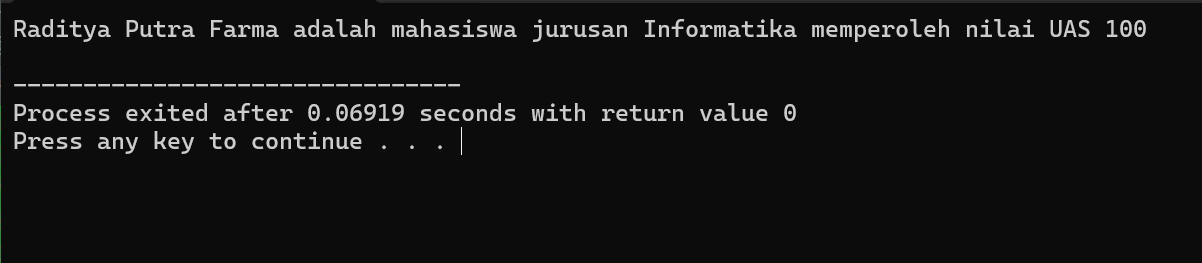 Raditya Putra Farma adalah mahasiswa jurusan Informatika memperoleh nilai UAS 100
--------------------------------
Process exited after 0.06919 seconds with return value 0
Press any key to continue . . .